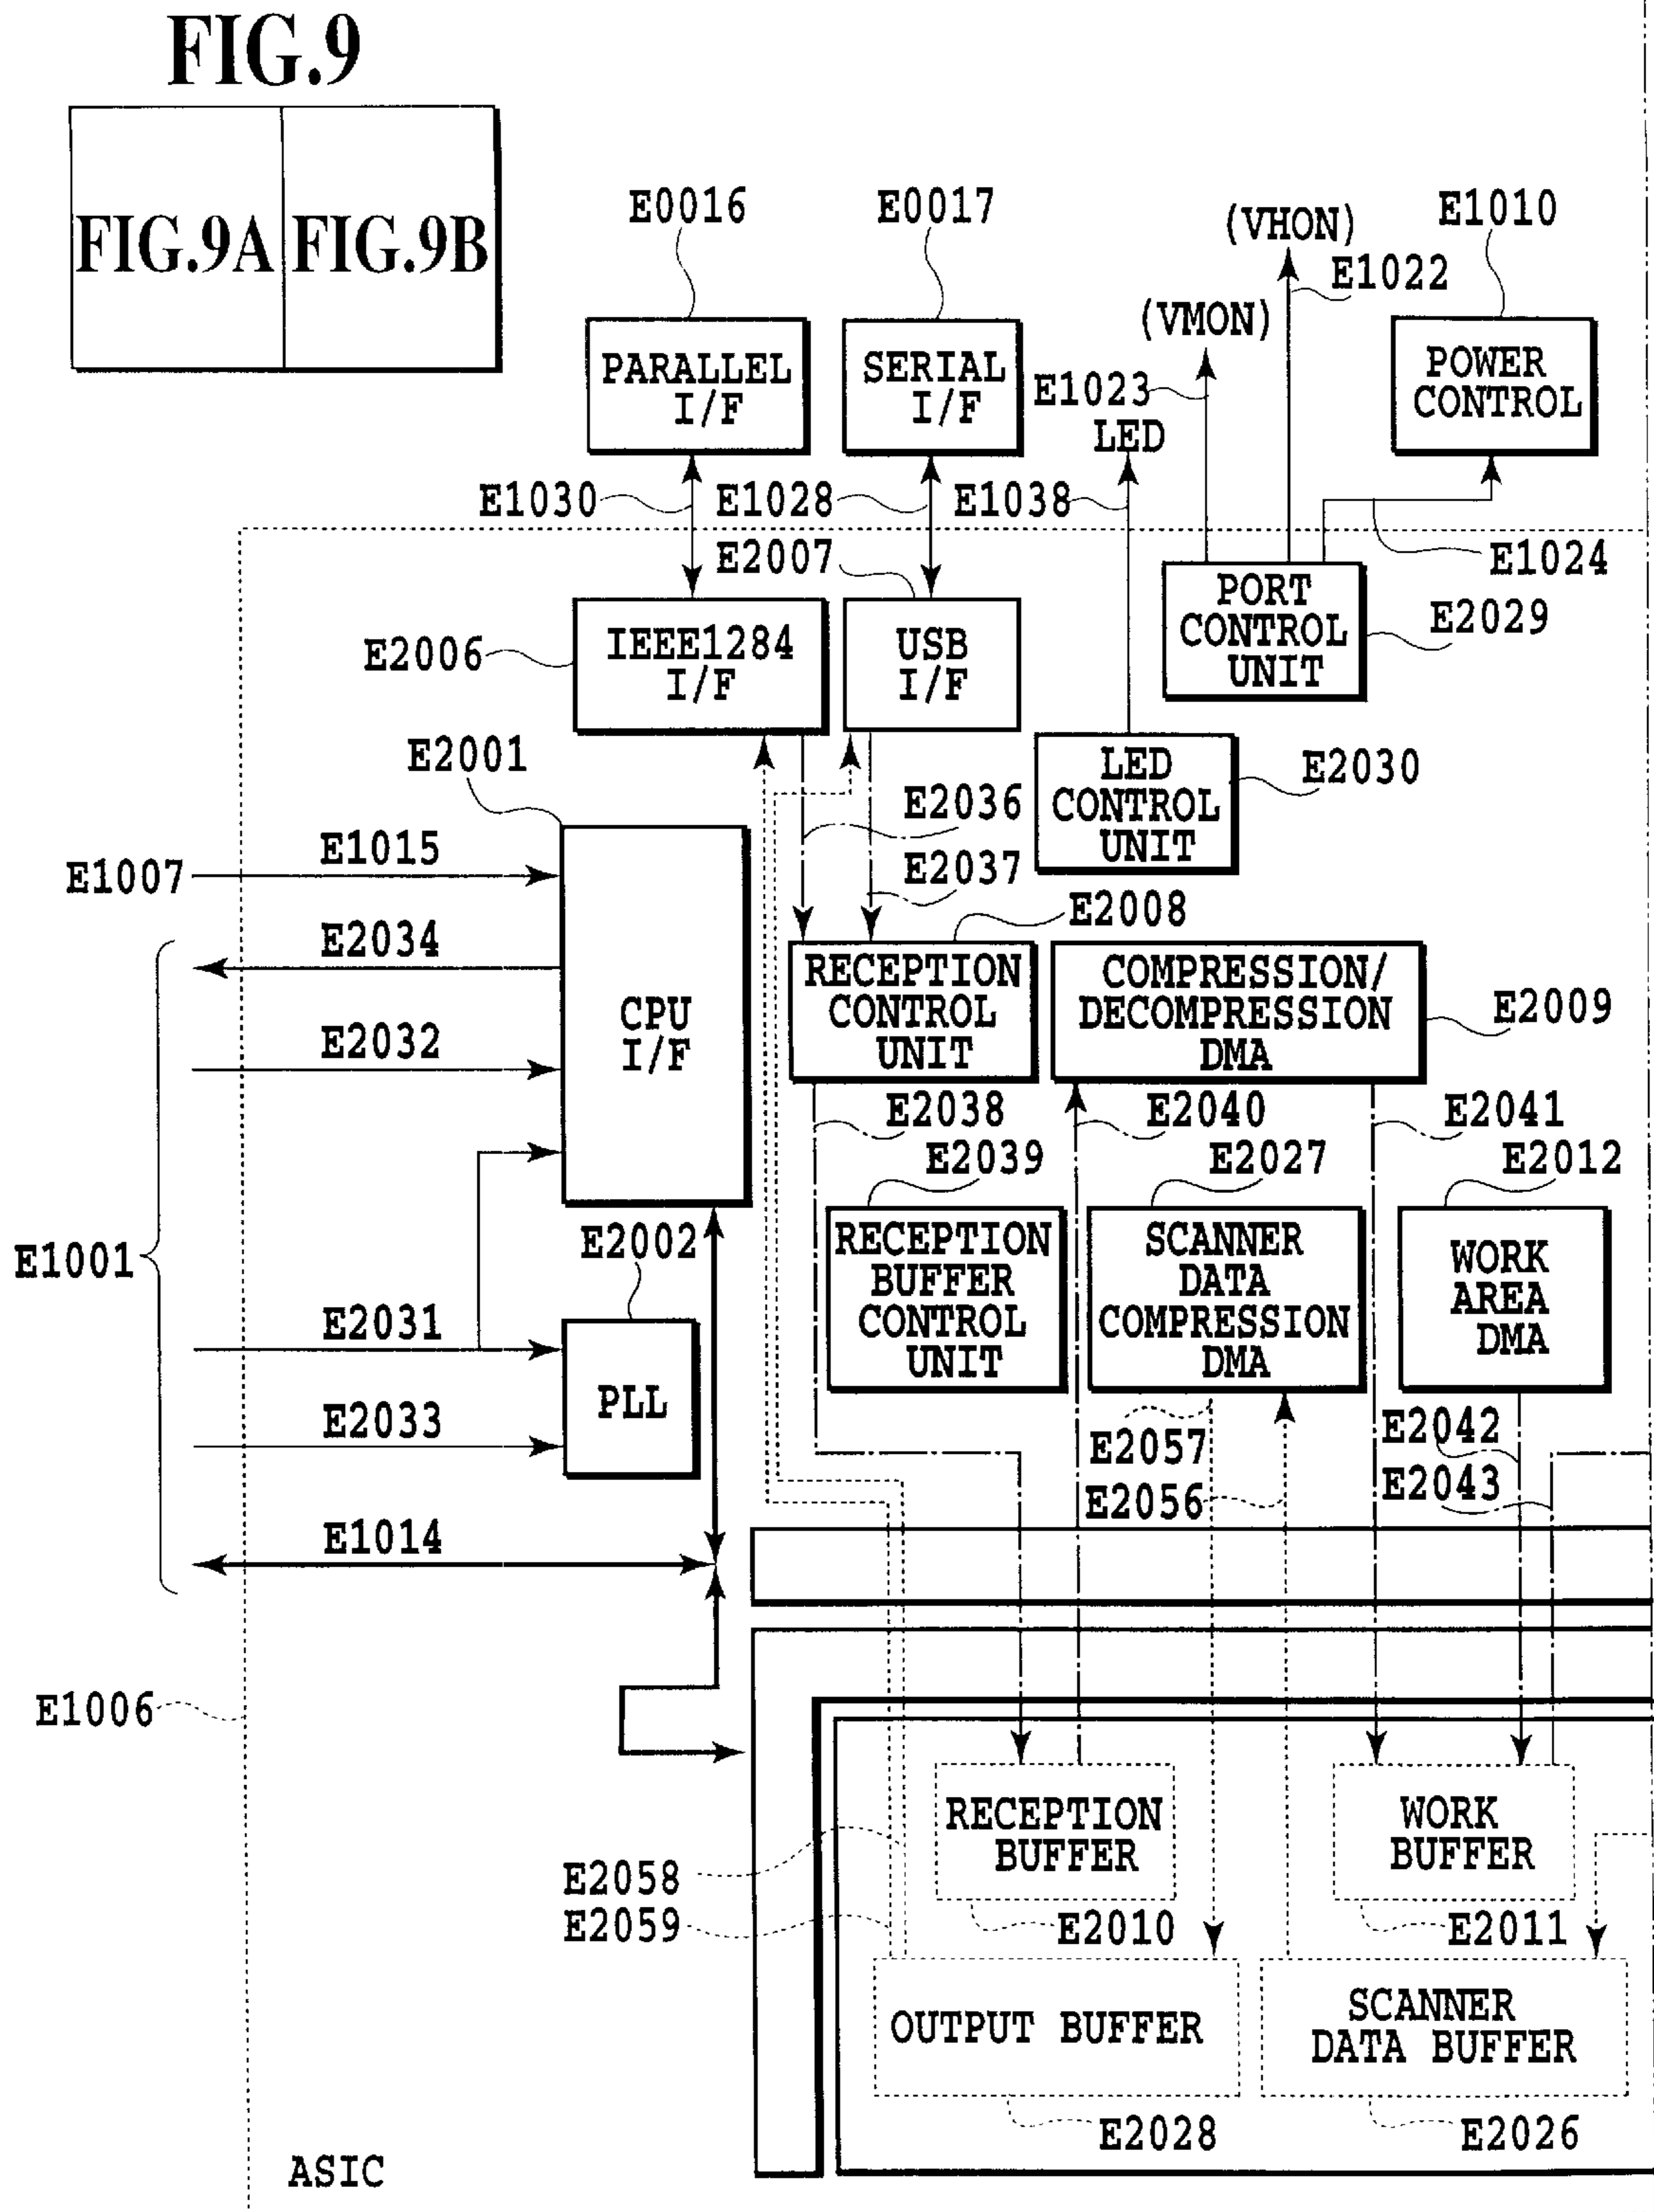 FIG.9
FIG.9A
FIG.9B
E0016
E0017
(VHON)
E1010
E1022
(VMON)
PARALLEL
I/F
SERIAL
I/F
E1023
LED
POWER
CONTROL
E1030
E1028
E1038
E2007
E1024
E2006
IEEE1284
I/F
USB
I/F
PORT
CONTROL
UNIT
E2029
E2001
LED
CONTROL
UNIT
E2030
E2036
E1007
E1015
E2037
E2008
E2034
CPU
I/F
RECEPTION
CONTROL
UNIT
COMPRESSION/
DECOMPRESSION
DMA
E2009
E2032
E2038
E2040
E2041
E2039
E2027
E2012
E1001
E2002
RECEPTION
BUFFER
CONTROL
UNIT
SCANNER
DATA
COMPRESSION
DMA
WORK
AREA
DMA
E2031
PLL
E2033
E2057
E2042
E2056
E2043
E1014
E1006
RECEPTION
BUFFER
WORK
BUFFER
E2058
E2059
E2010
E2011
OUTPUT BUFFER
SCANNER
DATA BUFFER
E2028
E2026
ASIC